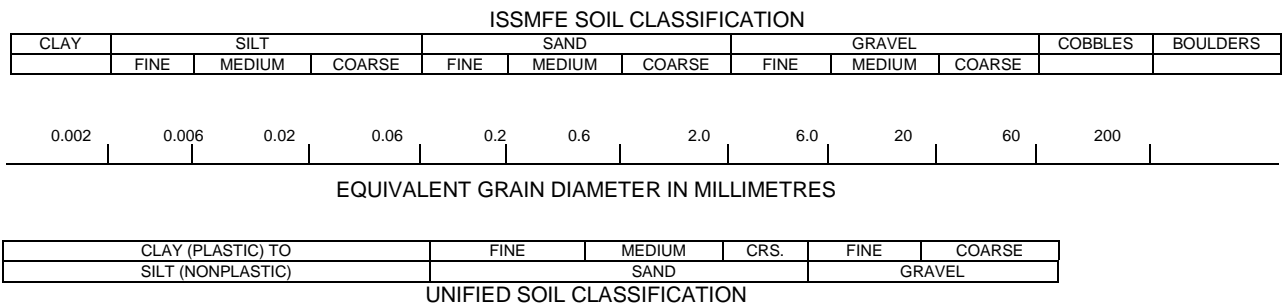 ISSMFE SOIL CLASSIFICATION
CLAY SILT SAND GRAVEL COBBLES BOULDERS
FINE MEDIUM COARSE FINE MEDIUM COARSE FINE MEDIUM COARSE
0.002 0.006 0.02 0.06 0.2 0.6 2.0 6.0 20 60 200
EQUIVALENT GRAIN DIAMETER IN MILLIMETRES
CLAY (PLASTIC) TO FINE MEDIUM CRS. FINE COARSE
SILT (NONPLASTIC) SAND GRAVEL
UNIFIED SOIL CLASSIFICATION